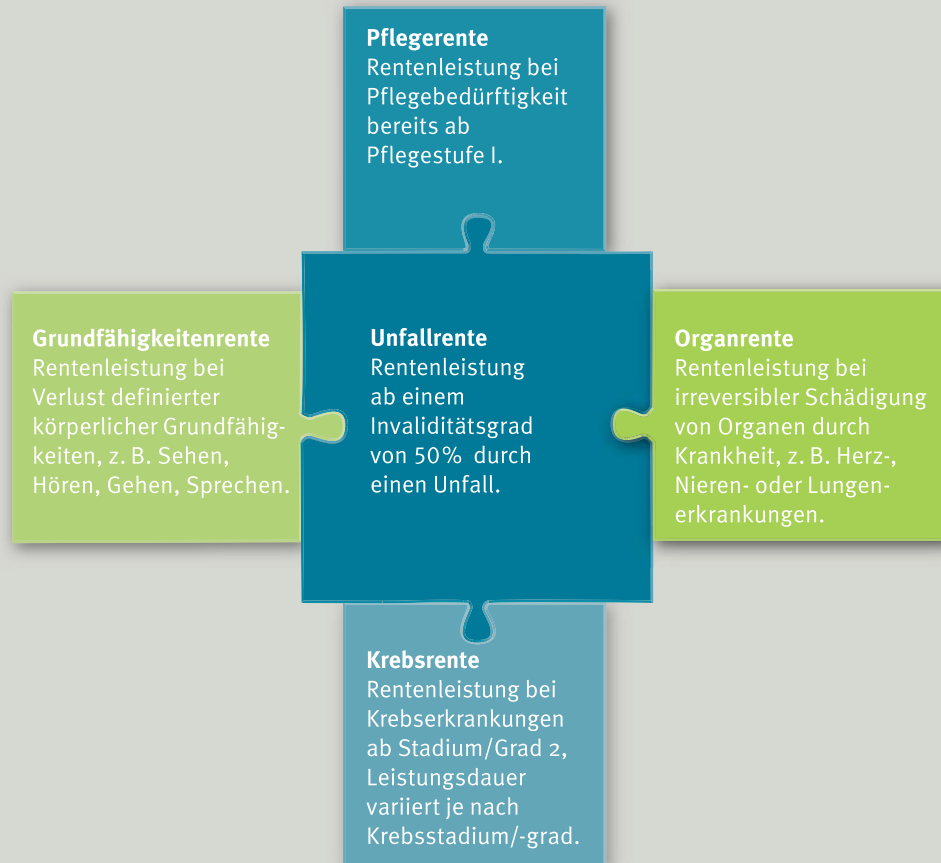 Pflegerente
Rentenleistung bei
Pflegebedürftigkeit
bereits ab
Pflegestufe I.
Grundfähigkeitenrente
Rentenleistung bei
Verlust definierter
körperlicher Grundfähig-
keiten, z. B. Sehen,
Hören, Gehen, Sprechen.
Unfallrente
Rentenleistung
ab einem
Invaliditätsgrad
von 50% durch
einen Unfall.
Organrente
Rentenleistung bei
irreversibler Schädigung
von Organen durch
Krankheit, z. B. Herz-,
Nieren- oder Lungen-
erkrankungen.
Krebsrente
Rentenleistung bei
Krebserkrankungen
ab Stadium/Grad 2,
Leistungsdauer
variiert je nach
Krebsstadium/-grad.